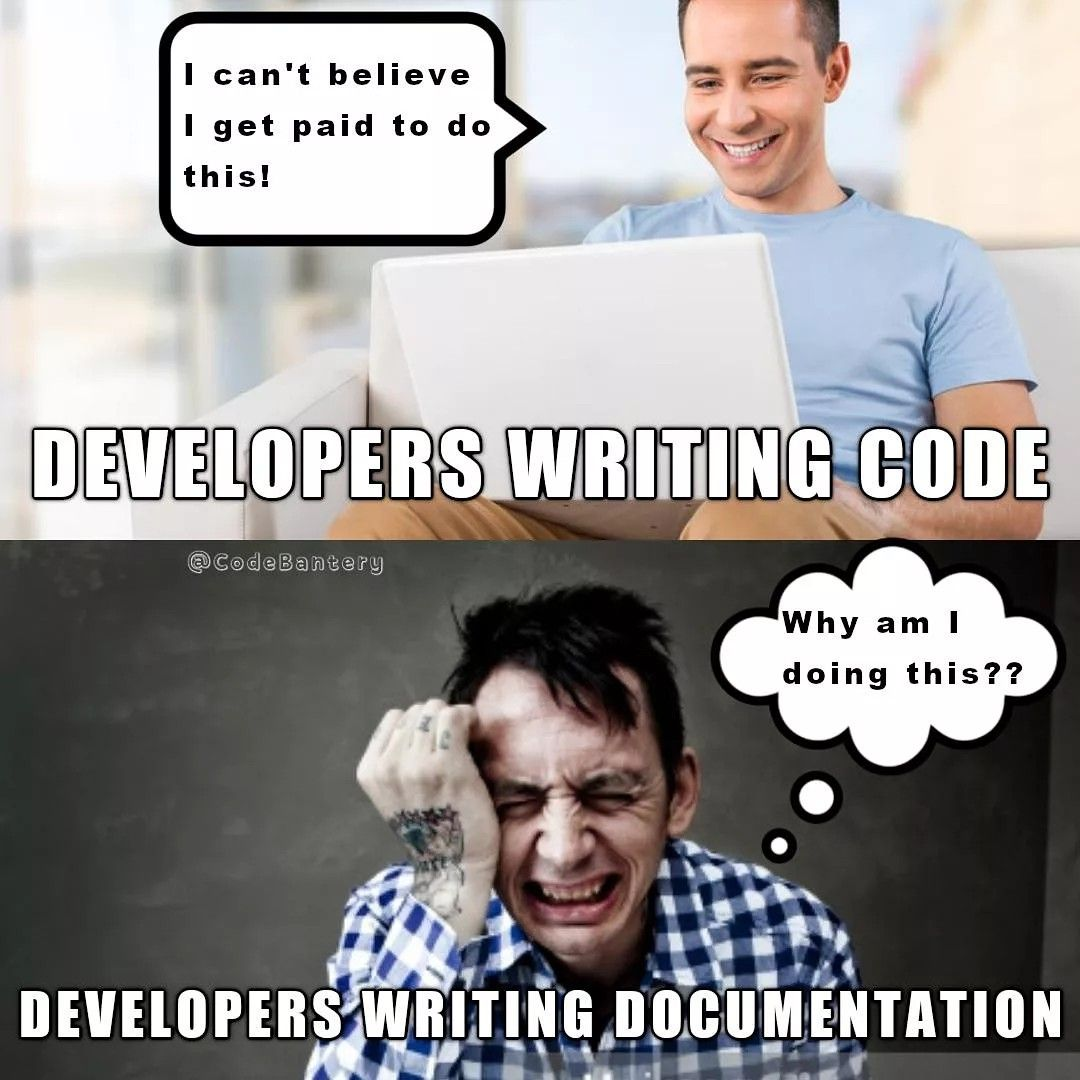 I can't believe
I get paid to do
this!
DEVELOPERS WRITING CODE
@CodeBantery
Why am I
doing this??
DEVELOPERS WRITING DOCUMENTATION